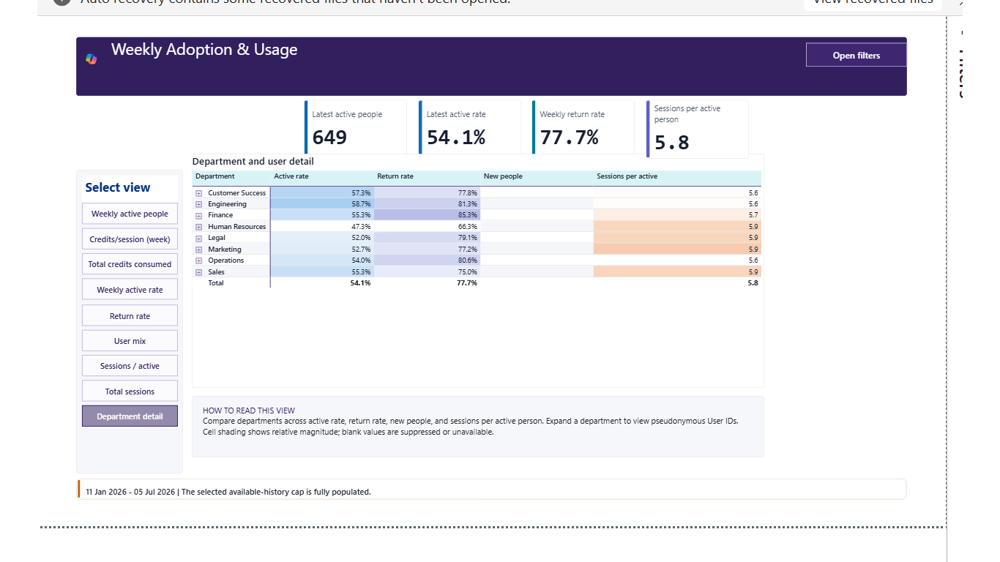 Auto recovery contains some recovered files that haven't been opened.
View recovered files
Filters
Weekly Adoption & Usage
Open filters
Latest active people
649
Latest active rate
54.1%
Weekly return rate
77.7%
Sessions per active
person
5.8
Select view
Weekly active people
Credits/session (week)
Total credits consumed
Weekly active rate
Return rate
User mix
Sessions / active
Total sessions
Department detail
Department and user detail
Department Active rate Return rate New people Sessions per active
Customer Success 57.3% 77.8% 5.6
Engineering 58.7% 81.3% 5.6
Finance 55.3% 85.3% 5.7
Human Resources 47.3% 66.3% 5.9
Legal 52.0% 79.1% 5.9
Marketing 52.7% 77.2% 5.9
Operations 54.0% 80.6% 5.6
Sales 55.3% 75.0% 5.9
Total 54.1% 77.7% 5.8
HOW TO READ THIS VIEW
Compare departments across active rate, return rate, new people, and sessions per active person. Expand a department to view pseudonymous User IDs.
Cell shading shows relative magnitude; blank values are suppressed or unavailable.
11 Jan 2026 - 05 Jul 2026 | The selected available-history cap is fully populated.